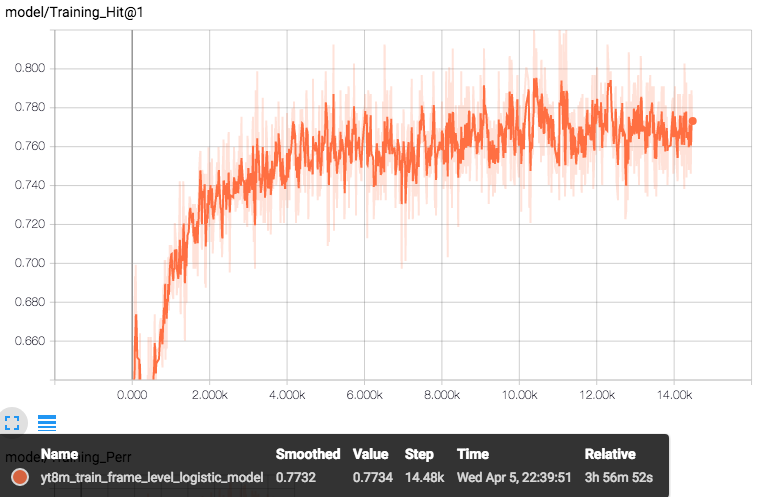 model/Training_Hit@1
0.800
0.780
0.760
0.740
0.720
0.700
0.680
0.660
0.000 2.000k 4.000k 6.000k 8.000k 10.00k 12.00k 14.00k
model/Training_Perr
Name Smoothed Value Step Time Relative
yt8m_train_frame_level_logistic_model 0.7732 0.7734 14.48k Wed Apr 5, 22:39:51 3h 56m 52s